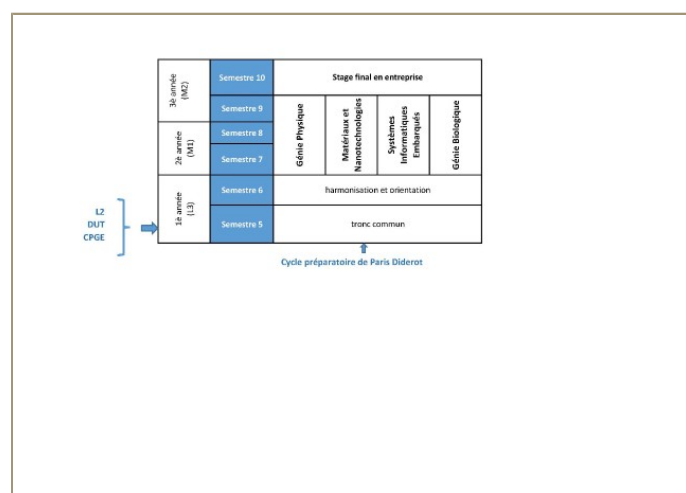 3è année
(M2)
Semestre 10
Stage final en entreprise
Semestre 9
Génie Physique
Matériaux et
Nanotechnologies
Systèmes
Informatiques
Embarqués
Génie Biologique
2è année
(M1)
Semestre 8
Semestre 7
1è année
(L3)
Semestre 6
harmonisation et orientation
Semestre 5
tronc commun
L2
DUT
CPGE
Cycle préparatoire de Paris Diderot